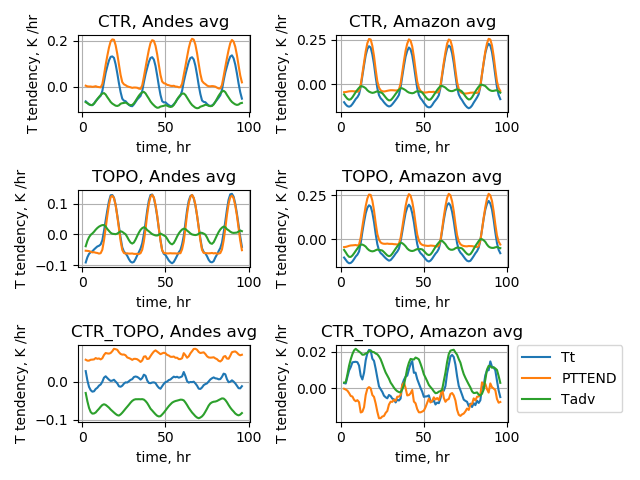 CTR, Andes avg
T tendency, K /hr
0.2
0.0
0
50
100
time, hr
CTR, Amazon avg
T tendency, K /hr
0.25
0.00
0
50
100
time, hr
TOPO, Andes avg
T tendency, K /hr
0.1
0.0
−0.1
0
50
100
time, hr
TOPO, Amazon avg
T tendency, K /hr
0.25
0.00
0
50
100
time, hr
CTR_TOPO, Andes avg
T tendency, K /hr
0.0
−0.1
0
50
100
time, hr
CTR_TOPO, Amazon avg
T tendency, K /hr
0.02
0.00
0
50
100
time, hr
Tt
PTTEND
Tadv